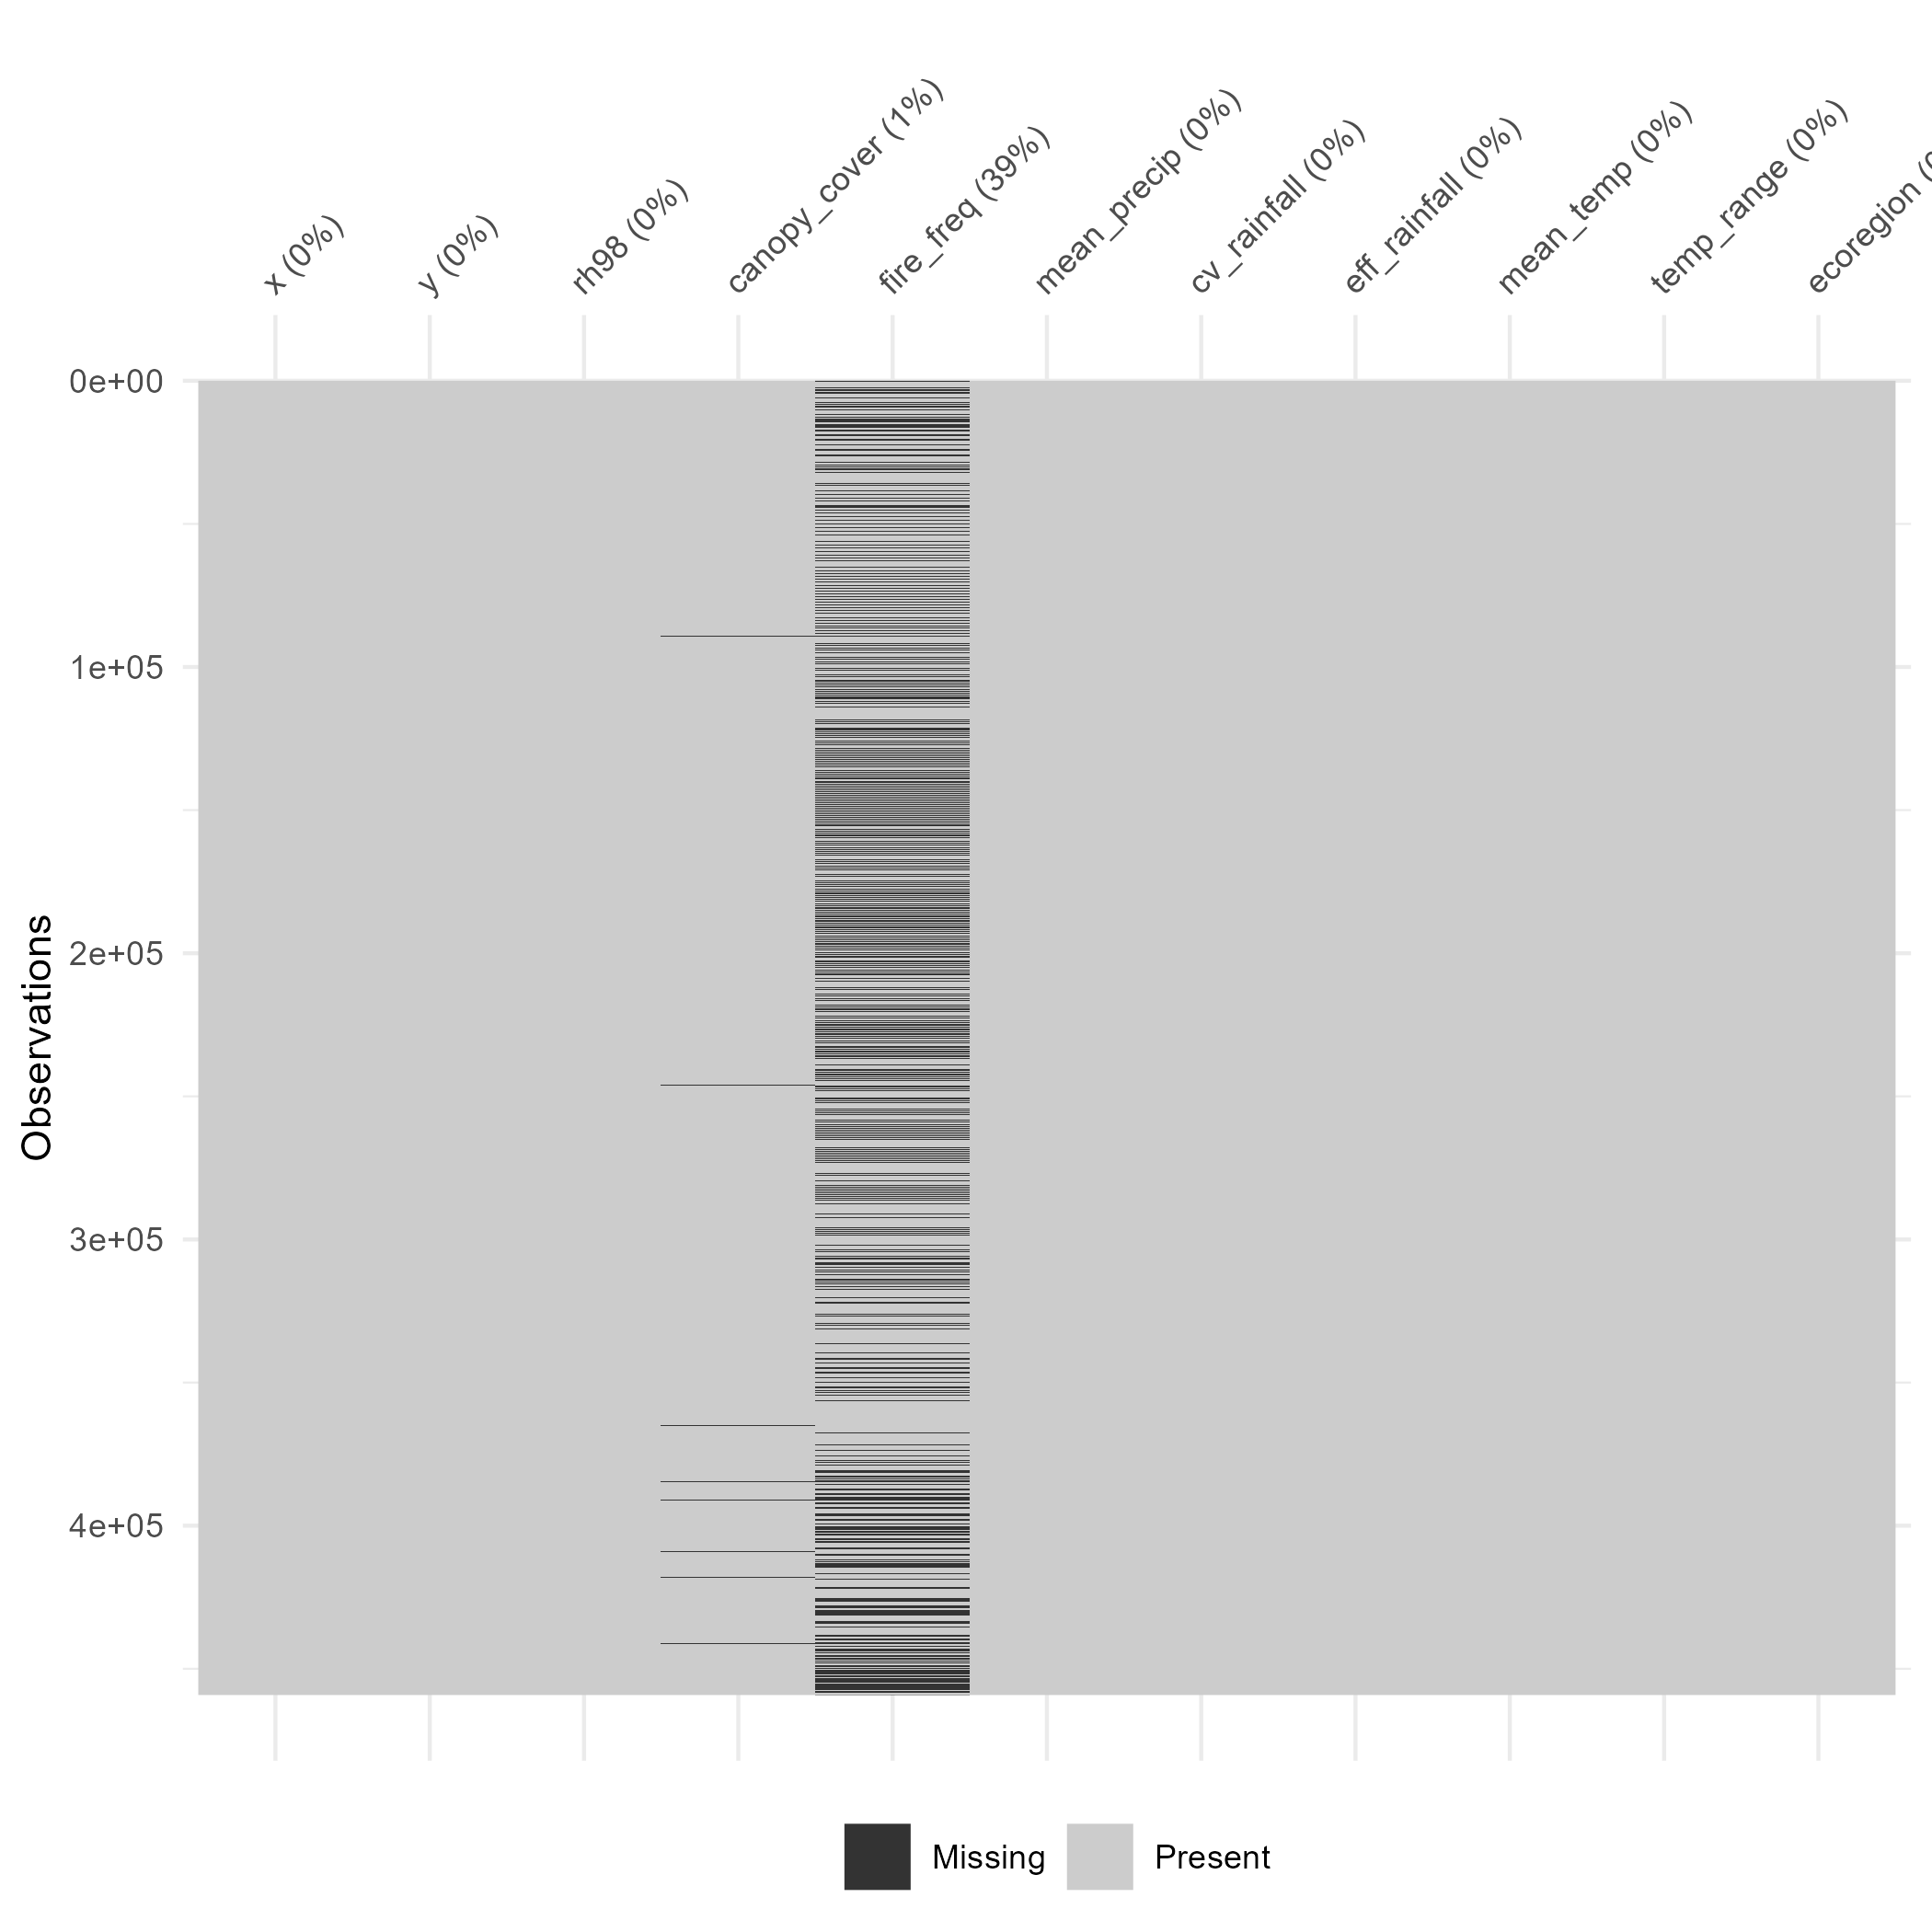 x (0%)
y (0%)
rh98 (0%)
canopy_cover (1%)
fire_freq (39%)
mean_precip (0%)
cv_rainfall (0%)
eff_rainfall (0%)
mean_temp (0%)
temp_range (0%)
ecoregion
Observations
0e+00
1e+05
2e+05
3e+05
4e+05
Missing
Present